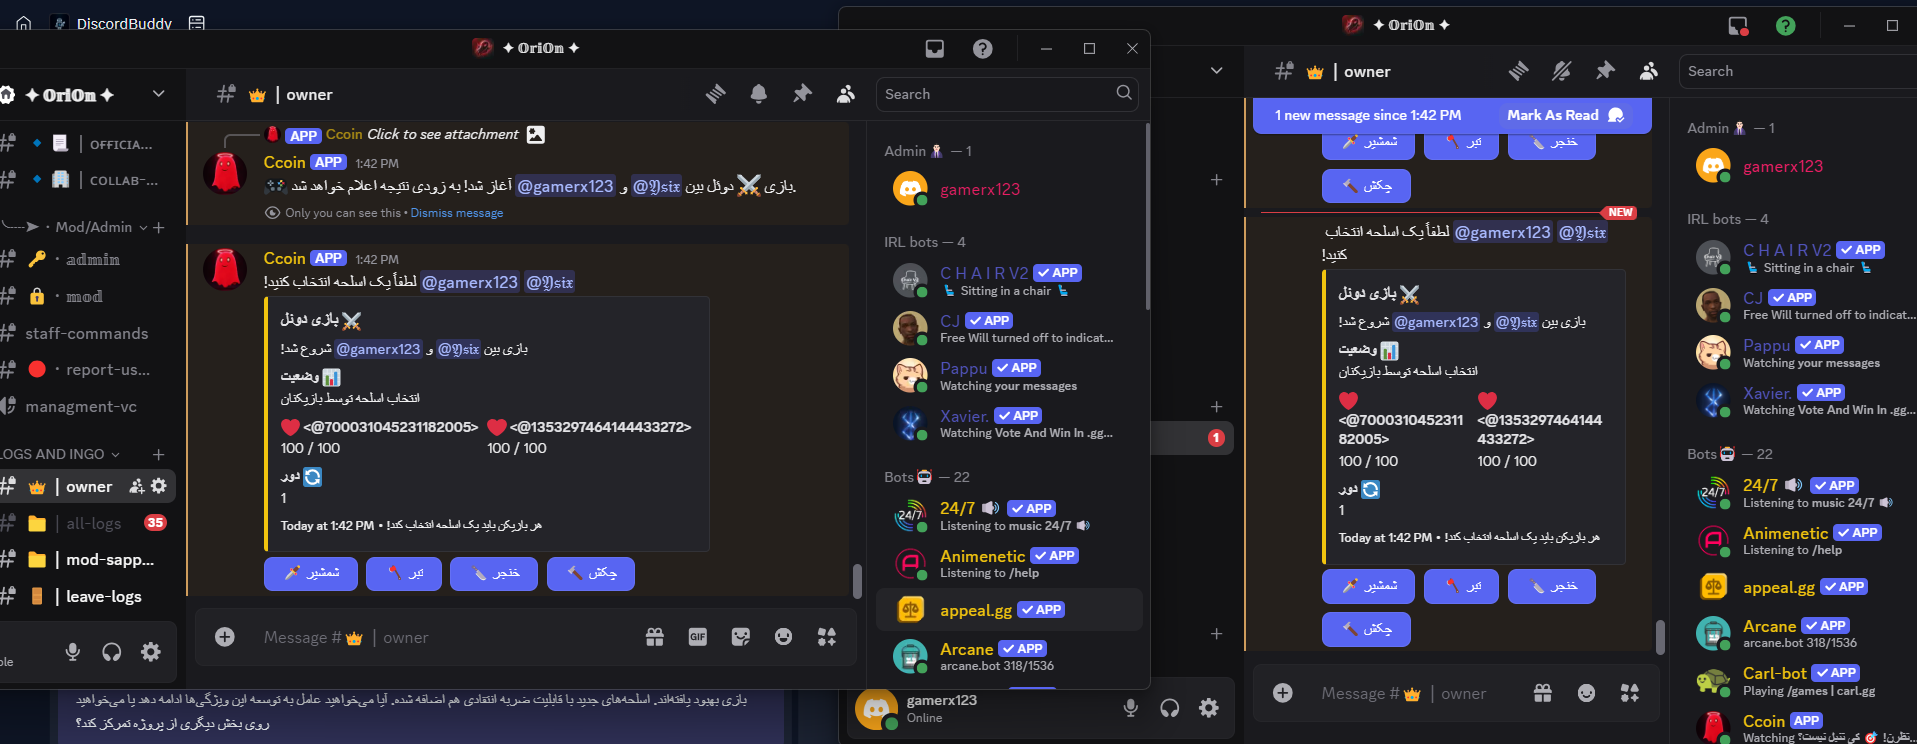 DiscordBuddy
✦ OriOn ✦
✦ OriOn ✦
| OFFICIA...
| COLLAB-...
· Mod/Admin
· admin
· mod
staff-commands
· report-us...
managment-vc
LOGS AND INGO
| owner
| all-logs
35
| mod-sapp...
| leave-logs
ple
# | owner
Search
APP Ccoin Click to see attachment
Ccoin APP 1:42 PM
بازی ⚔️ دوئل بین @𝔜𝔰𝔦𝔵 و @gamerx123 آغاز شد! به زودی نتیجه اعلام خواهد شد 🎮.
Only you can see this • Dismiss message
Ccoin APP 1:42 PM
@𝔜𝔰𝔦𝔵 @gamerx123 لطفاً یک اسلحه انتخاب کنید!
⚔️ بازی دوئل
بازی بین @𝔜𝔰𝔦𝔵 و @gamerx123 شروع شد!
📊 وضعیت
انتخاب اسلحه توسط بازیکنان
❤️ <@700031045231182005> ❤️ <@1353297464144433272>
100 / 100 100 / 100
🔄 دور
1
هر بازیکن باید یک اسلحه انتخاب کند! • Today at 1:42 PM
شمشیر
تبر
خنجر
چکش
Message # 👑 | owner
GIF
Admin — 1
gamerx123
IRL bots — 4
C H A I R V2 ✓ APP
Sitting in a chair
CJ ✓ APP
Free Will turned off to indicat...
Pappu ✓ APP
Watching your messages
Xavier. ✓ APP
Watching Vote And Win In .gg...
Bots — 22
24/7 ✓ APP
Listening to music 24/7
Animenetic ✓ APP
Listening to /help
appeal.gg ✓ APP
Arcane ✓ APP
arcane.bot 318/1536
بازی بهبود یافته‌اند. اسلحه‌های جدید با قابلیت ضربه انتقادی هم اضافه شده. آیا می‌خواهید عامل به توسعه این ویژگی‌ها ادامه دهد یا می‌خواهید
روی بخش دیگری از پروژه تمرکز کند؟
✦ OriOn ✦
# | owner
Search
1 new message since 1:42 PM Mark As Read
شمشیر
تبر
خنجر
چکش
NEW
@𝔜𝔰𝔦𝔵 @gamerx123 لطفاً یک اسلحه انتخاب
کنید!
⚔️ بازی دوئل
بازی بین @𝔜𝔰𝔦𝔵 و @gamerx123 شروع شد!
📊 وضعیت
انتخاب اسلحه توسط بازیکنان
<@7000310452311 <@1353297464144
82005> 433272>
100 / 100 100 / 100
🔄 دور
1
هر بازیکن باید یک اسلحه انتخاب کند! • Today at 1:42 PM
شمشیر
تبر
خنجر
چکش
Message # 👑 | owner
1
gamerx123
Online
Admin — 1
gamerx123
IRL bots — 4
C H A I R V2 ✓ APP
Sitting in a chair
CJ ✓ APP
Free Will turned off to indicat...
Pappu ✓ APP
Watching your messages
Xavier. ✓ APP
Watching Vote And Win In .gg...
Bots — 22
24/7 ✓ APP
Listening to music 24/7
Animenetic ✓ APP
Listening to /help
appeal.gg ✓ APP
Arcane ✓ APP
arcane.bot 318/1536
Carl-bot ✓ APP
Playing /games | carl.gg
Ccoin APP
Watching کی تتیل نیست؟ 🎯 نظرن!...